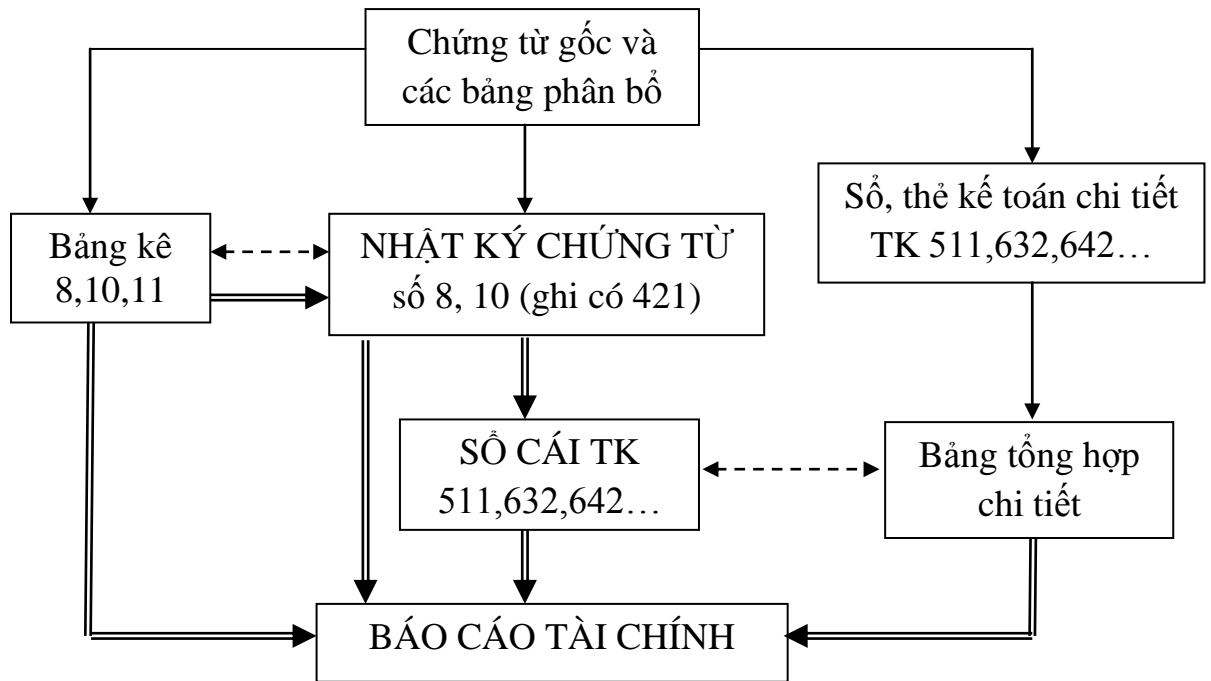 Chứng từ gốc và
các bảng phân bổ
Bảng kê
8,10,11
NHẬT KÝ CHỨNG TỪ
số 8, 10 (ghi có 421)
Sổ, thẻ kế toán chi tiết
TK 511,632,642…
SỔ CÁI TK
511,632,642…
Bảng tổng hợp
chi tiết
BÁO CÁO TÀI CHÍNH